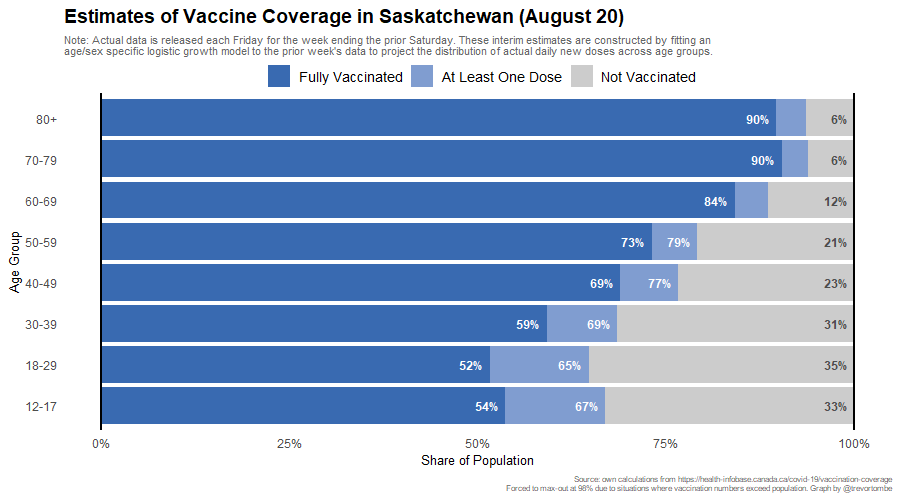 Estimates of Vaccine Coverage in Saskatchewan (August 20)
Note: Actual data is released each Friday for the week ending the prior Saturday. These interim estimates are constructed by fitting an
age/sex specific logistic growth model to the prior week's data to project the distribution of actual daily new doses across age groups.
Fully Vaccinated At Least One Dose Not Vaccinated
80+ 90% 6%
70-79 90% 6%
60-69 84% 12%
50-59 73% 79% 21%
Age Group
40-49 69% 77% 23%
30-39 59% 69% 31%
18-29 52% 65% 35%
12-17 54% 67% 33%
0% 25% 50% 75% 100%
Share of Population
Source: own calculations from https://health-infobase.canada.ca/covid-19/vaccination-coverage
Forced to max-out at 98% due to situations where vaccination numbers exceed population. Graph by @trevortombe